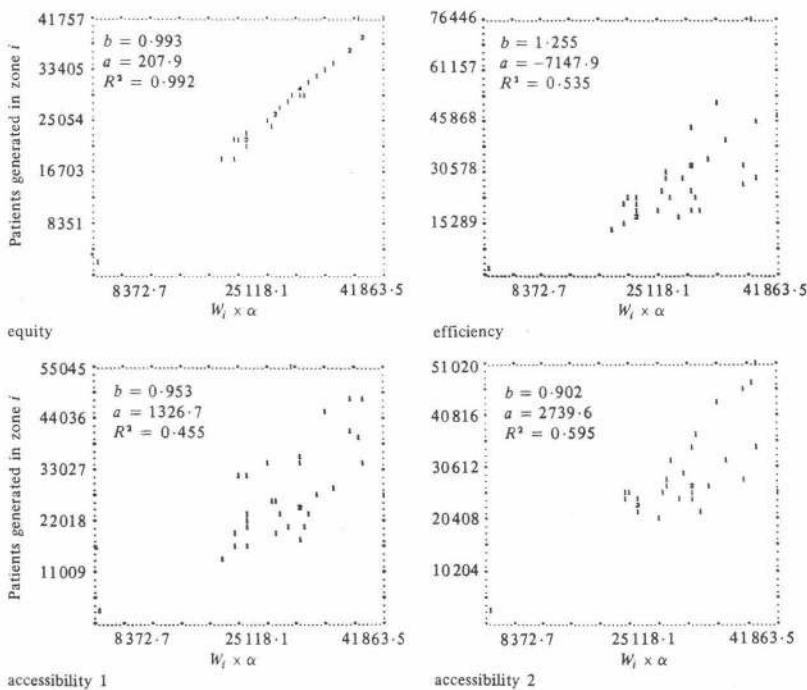 41757
33405
25054
16703
8351
Patients generated in zone i
b = 0·993
a = 207·9
R² = 0·992
8372·7 25118·1 41863·5
Wᵢ × α
equity
76446
61157
45868
30578
15289
b = 1·255
a = −7147·9
R² = 0·535
8372·7 25118·1 41863·5
Wᵢ × α
efficiency
55045
44036
33027
22018
11009
Patients generated in zone i
b = 0·953
a = 1326·7
R² = 0·455
8372·7 25118·1 41863·5
Wᵢ × α
accessibility 1
51020
40816
30612
20408
10204
b = 0·902
a = 2739·6
R² = 0·595
8372·7 25118·1 41863·5
Wᵢ × α
accessibility 2